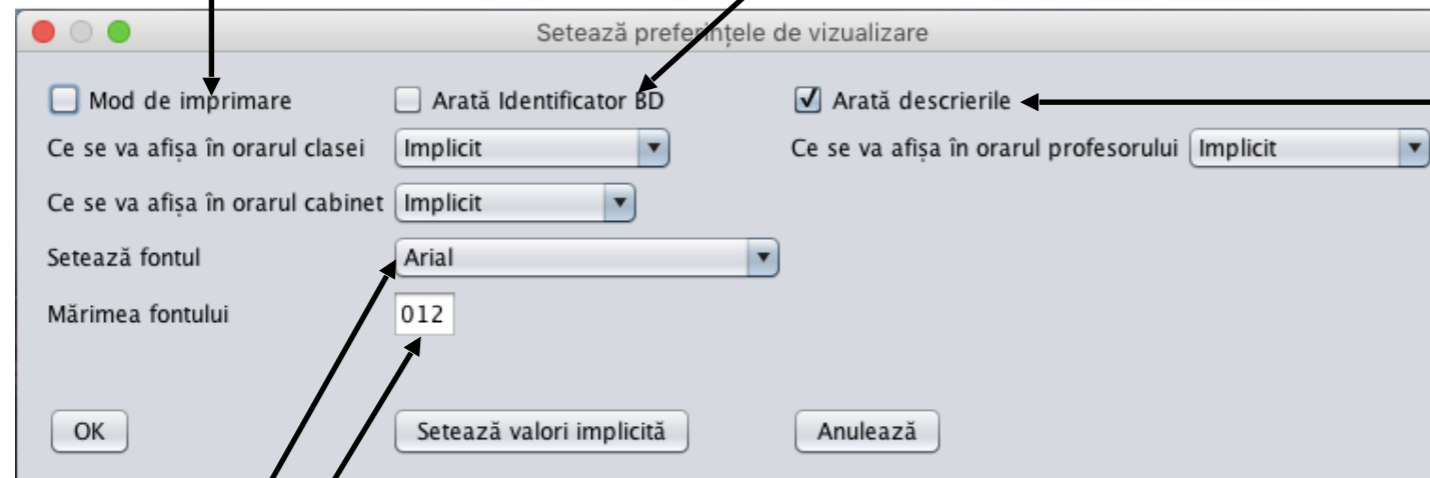 Setează preferințele de vizualizare
Mod de imprimare Arată Identificator BD Arată descrierile
Ce se va afișa în orarul clasei Implicit Ce se va afișa în orarul profesorului Implicit
Ce se va afișa în orarul cabinet Implicit
Setează fontul Arial
Mărimea fontului 012
OK Setează valori implicită Anulează